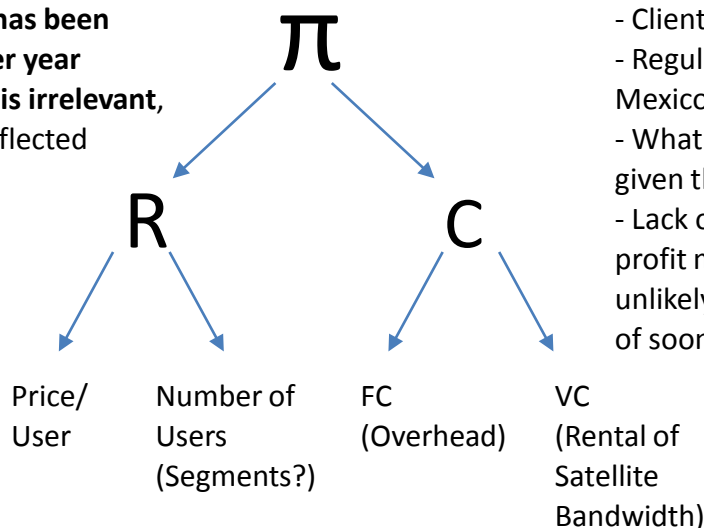 has been
er year
is irrelevant,
flected
π
R
C
Price/
User
Number of
Users
(Segments?)
FC
(Overhead)
VC
(Rental of
Satellite
Bandwidth)
- Client
- Regul
Mexico
- What
given th
- Lack o
profit n
unlikely
of soon